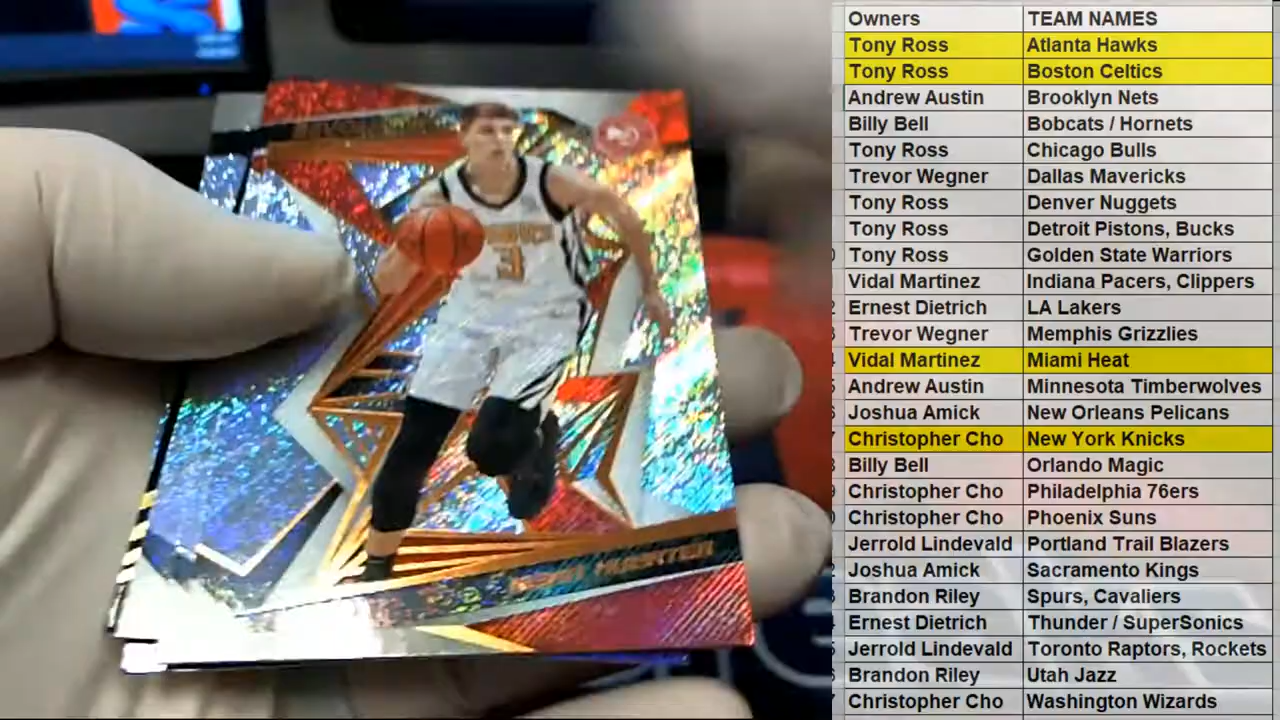 Owners TEAM NAMES
Tony Ross Atlanta Hawks
Tony Ross Boston Celtics
Andrew Austin Brooklyn Nets
Billy Bell Bobcats / Hornets
Tony Ross Chicago Bulls
Trevor Wegner Dallas Mavericks
Tony Ross Denver Nuggets
Tony Ross Detroit Pistons, Bucks
Tony Ross Golden State Warriors
Vidal Martinez Indiana Pacers, Clippers
Ernest Dietrich LA Lakers
Trevor Wegner Memphis Grizzlies
Vidal Martinez Miami Heat
Andrew Austin Minnesota Timberwolves
Joshua Amick New Orleans Pelicans
Christopher Cho New York Knicks
Billy Bell Orlando Magic
Christopher Cho Philadelphia 76ers
Christopher Cho Phoenix Suns
Jerrold Lindevald Portland Trail Blazers
Joshua Amick Sacramento Kings
Brandon Riley Spurs, Cavaliers
Ernest Dietrich Thunder / SuperSonics
Jerrold Lindevald Toronto Raptors, Rockets
Brandon Riley Utah Jazz
Christopher Cho Washington Wizards
3